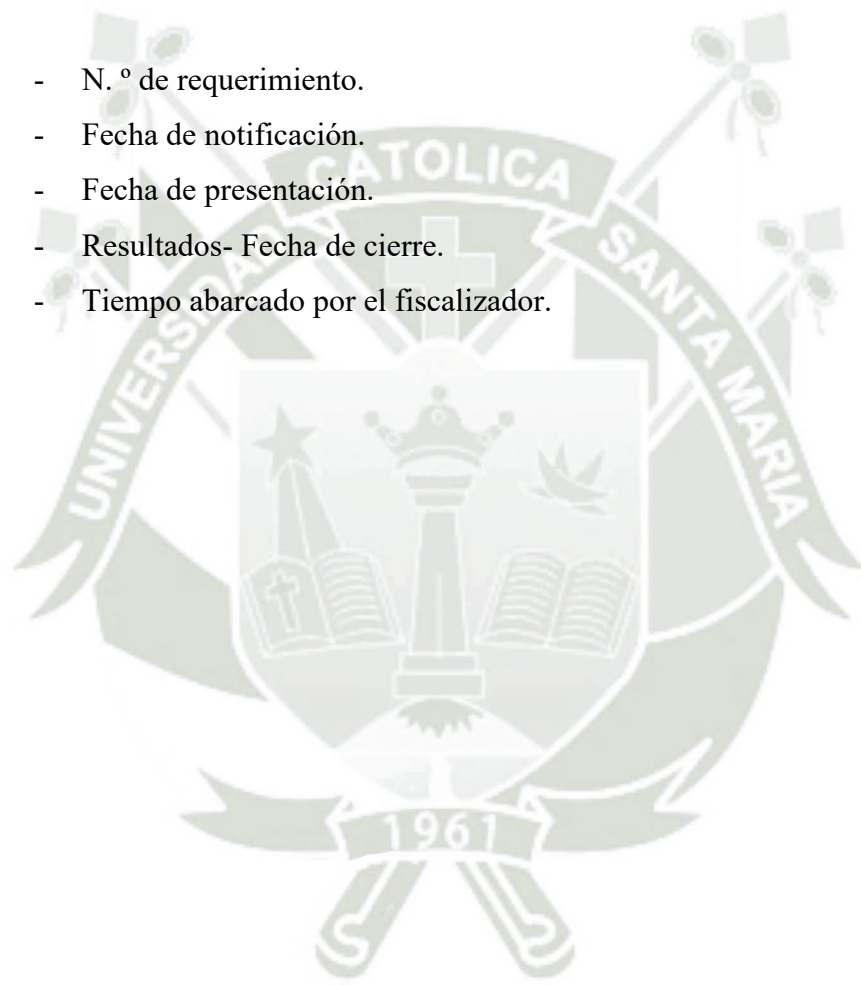 - N. º de requerimiento.
- Fecha de notificación.
- Fecha de presentación.
- Resultados- Fecha de cierre.
- Tiempo abarcado por el fiscalizador.
UNIVERSIDAD CATOLICA SANTA MARIA
1961